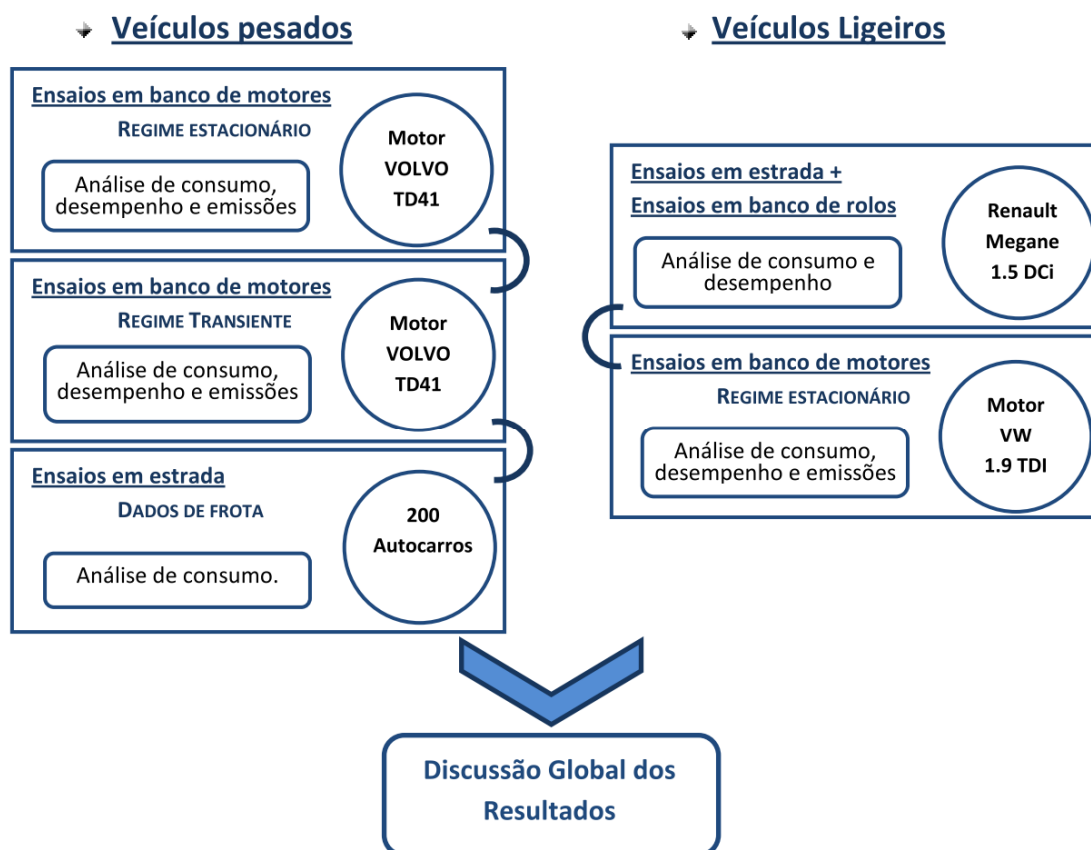 Veículos pesados
Ensaios em banco de motores
REGIME ESTACIONÁRIO
Análise de consumo,
desempenho e emissões
Motor
VOLVO
TD41
Ensaios em banco de motores
REGIME TRANSIENTE
Análise de consumo,
desempenho e emissões
Motor
VOLVO
TD41
Ensaios em estrada
DADOS DE FROTA
Análise de consumo.
200
Autocarros
Veículos Ligeiros
Ensaios em estrada +
Ensaios em banco de rolos
Análise de consumo e
desempenho
Renault
Megane
1.5 DCi
Ensaios em banco de motores
REGIME ESTACIONÁRIO
Análise de consumo,
desempenho e emissões
Motor
VW
1.9 TDI
Discussão Global dos
Resultados